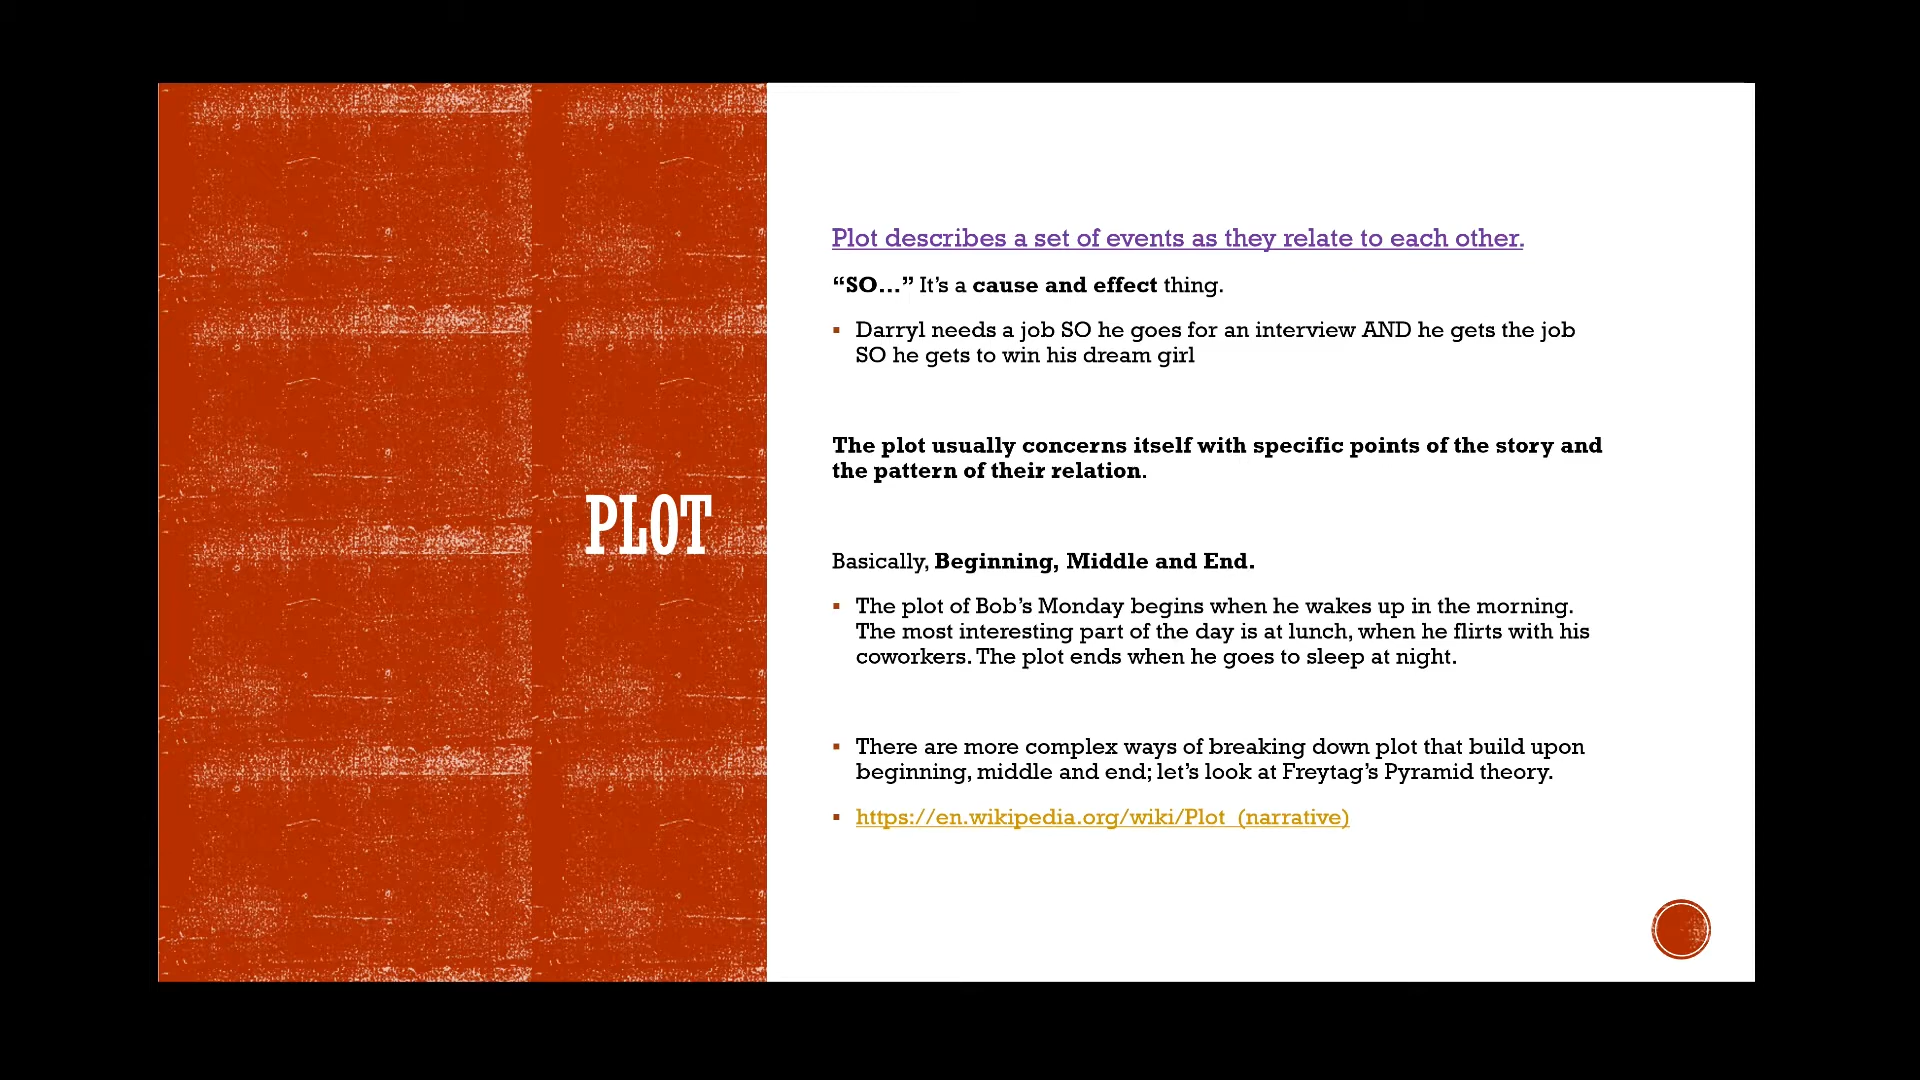 PLOT
Plot describes a set of events as they relate to each other.
“SO…” It’s a cause and effect thing.
▪ Darryl needs a job SO he goes for an interview AND he gets the job
SO he gets to win his dream girl
The plot usually concerns itself with specific points of the story and
the pattern of their relation.
Basically, Beginning, Middle and End.
▪ The plot of Bob’s Monday begins when he wakes up in the morning.
The most interesting part of the day is at lunch, when he flirts with his
coworkers. The plot ends when he goes to sleep at night.
▪ There are more complex ways of breaking down plot that build upon
beginning, middle and end; let’s look at Freytag’s Pyramid theory.
▪ https://en.wikipedia.org/wiki/Plot_(narrative)